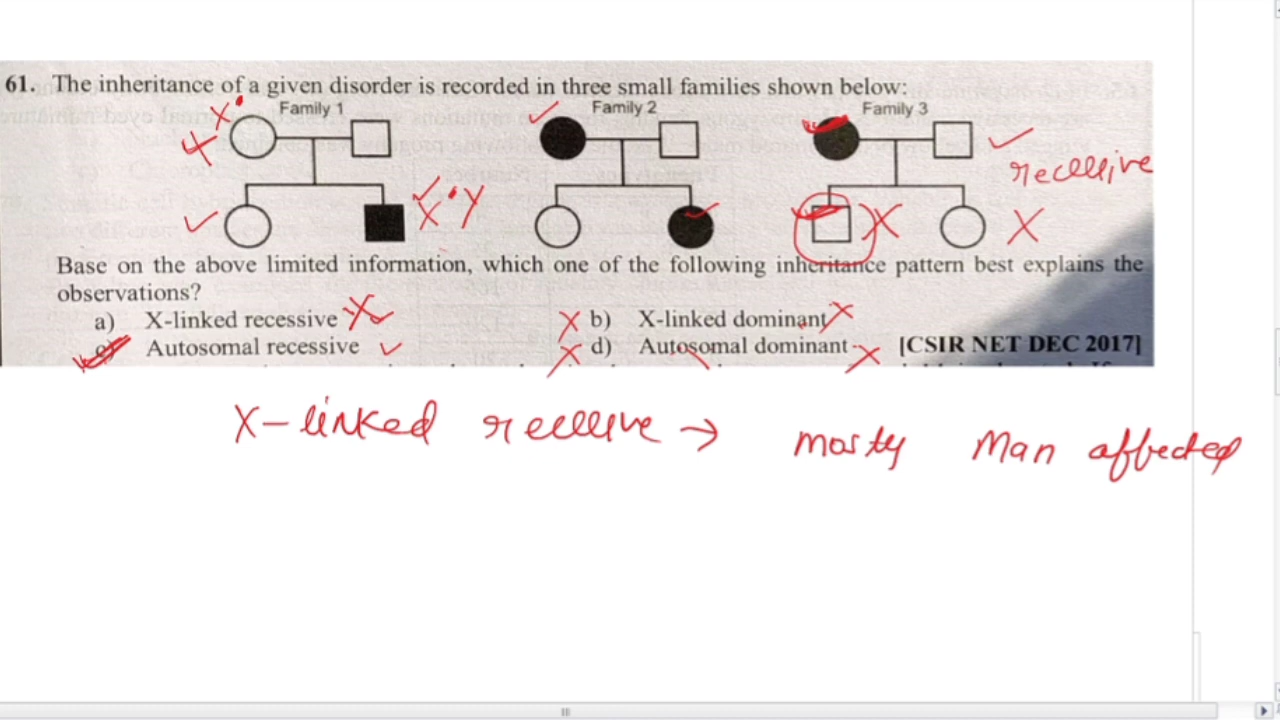 61. The inheritance of a given disorder is recorded in three small families shown below:
Family 1 Family 2 Family 3
recessive
X Y
Base on the above limited information, which one of the following inheritance pattern best explains the
observations?
a) X-linked recessive b) X-linked dominant
c) Autosomal recessive d) Autosomal dominant [CSIR NET DEC 2017]
X-linked recessive → mostly Man affected